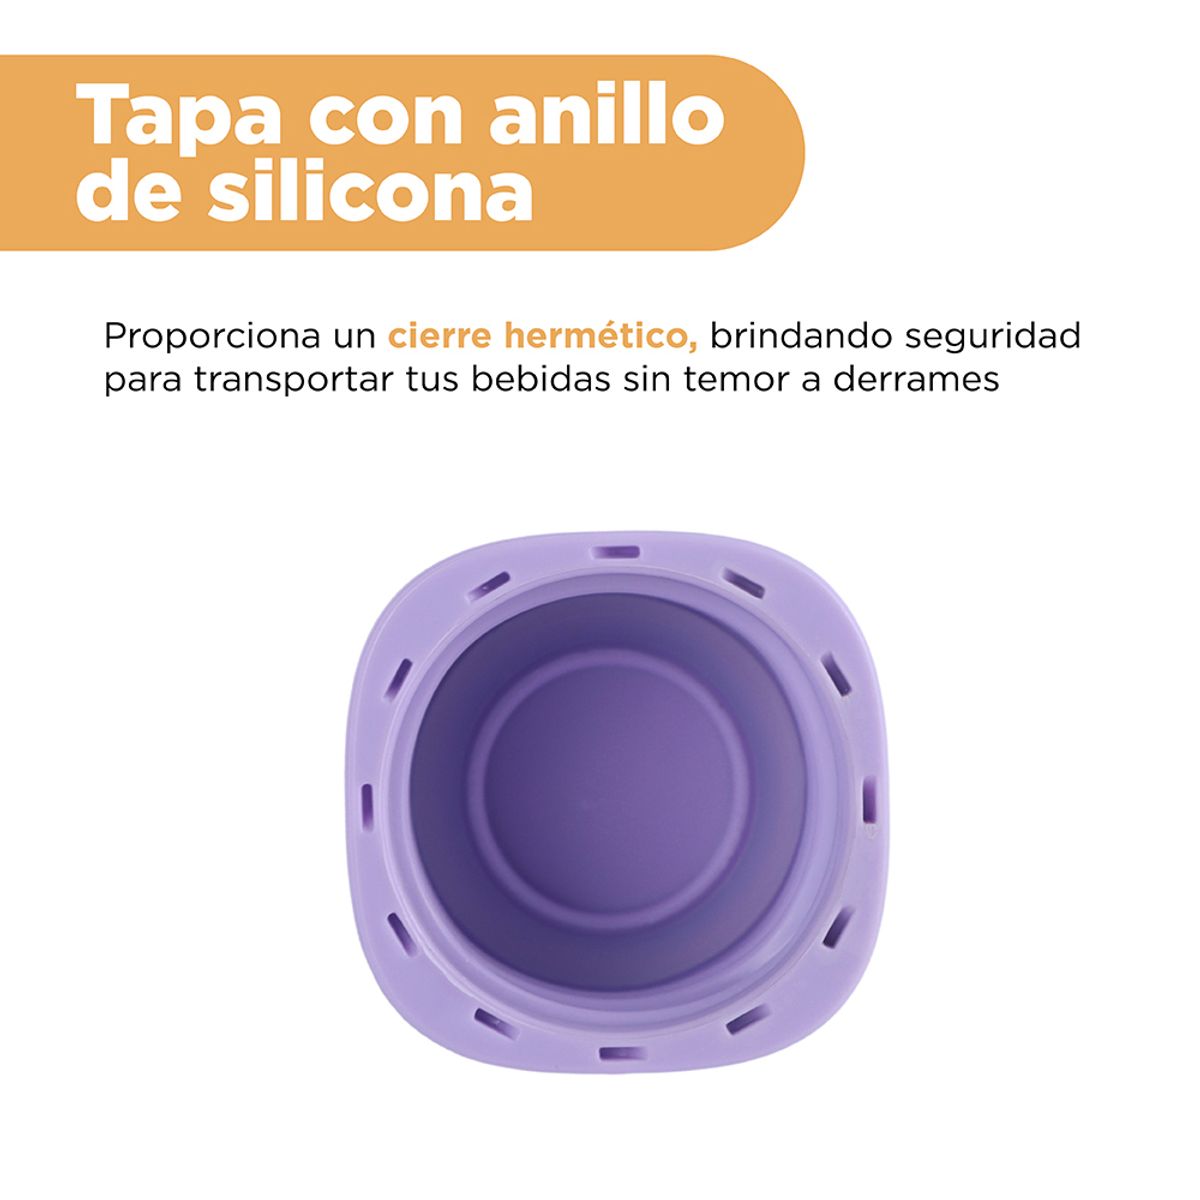 Tapa con anillo
de silicona
Proporciona un cierre hermético, brindando seguridad
para transportar tus bebidas sin temor a derrames